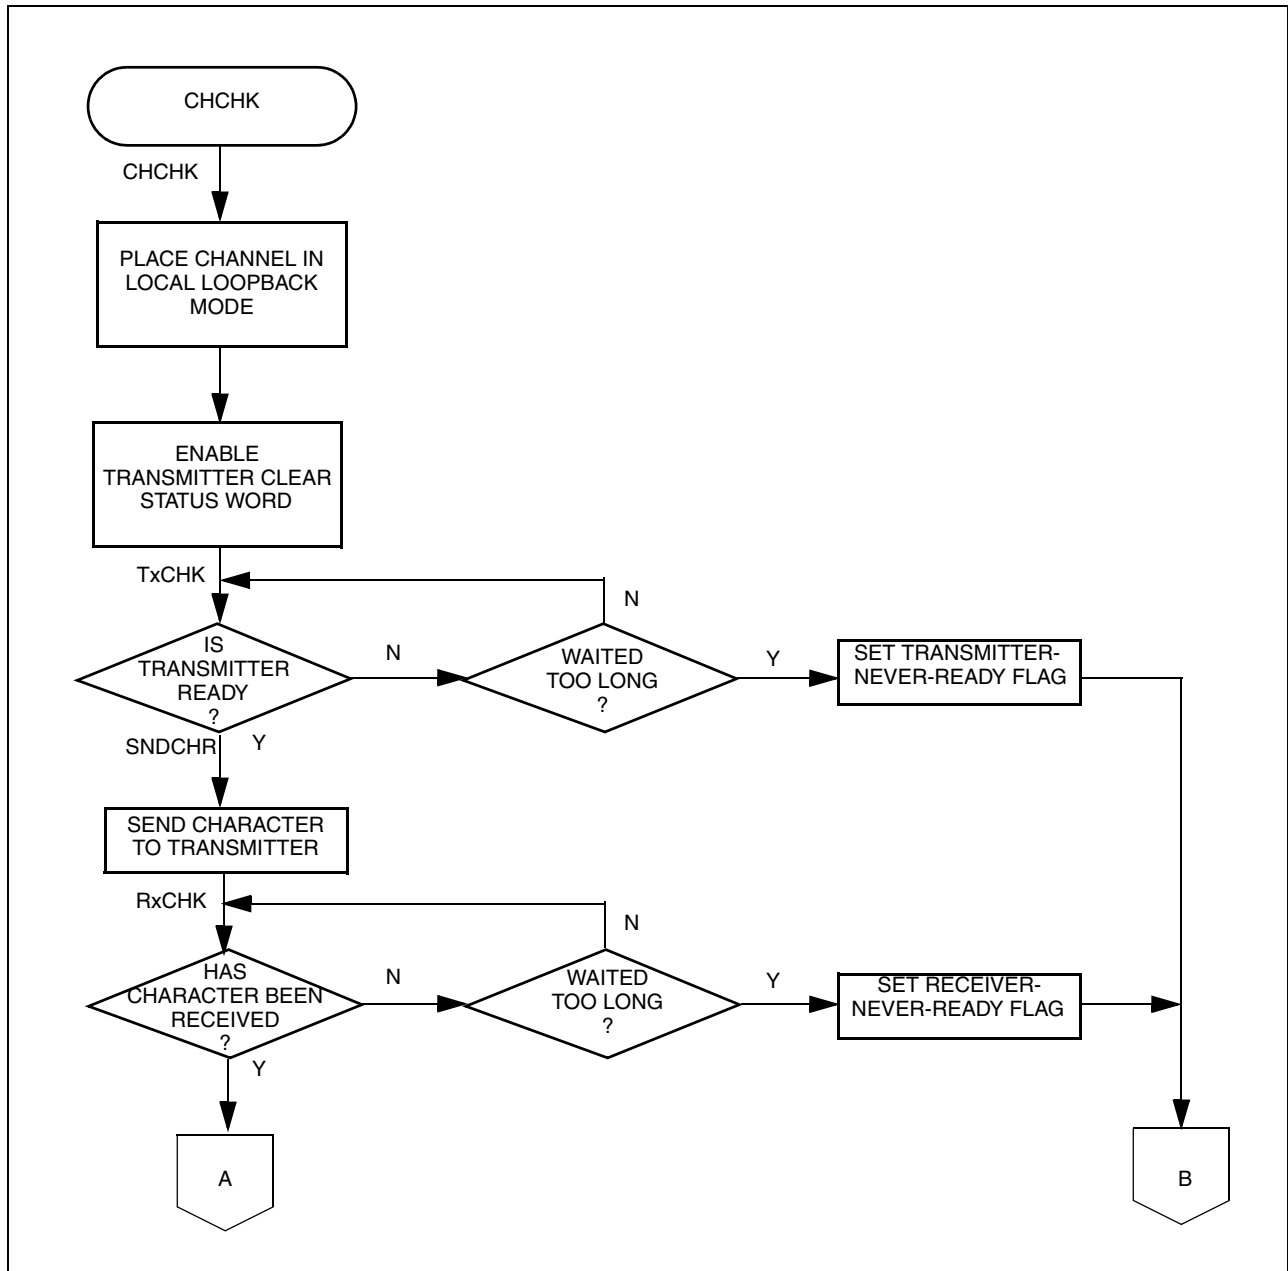 CHCHK
CHCHK
PLACE CHANNEL IN
LOCAL LOOPBACK
MODE
ENABLE
TRANSMITTER CLEAR
STATUS WORD
TxCHK
N
IS
TRANSMITTER
READY
?
N
WAITED
TOO LONG
?
Y
SET TRANSMITTER-
NEVER-READY FLAG
SNDCHR
Y
SEND CHARACTER
TO TRANSMITTER
RxCHK
N
HAS
CHARACTER BEEN
RECEIVED
?
N
WAITED
TOO LONG
?
Y
SET RECEIVER-
NEVER-READY FLAG
Y
A
B